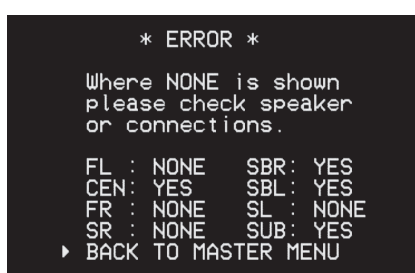 * ERROR *
Where NONE is shown
please check speaker
or connections.
FL : NONE SBR: YES
CEN: YES SBL: YES
FR : NONE SL : NONE
SR : NONE SUB: YES
BACK TO MASTER MENU